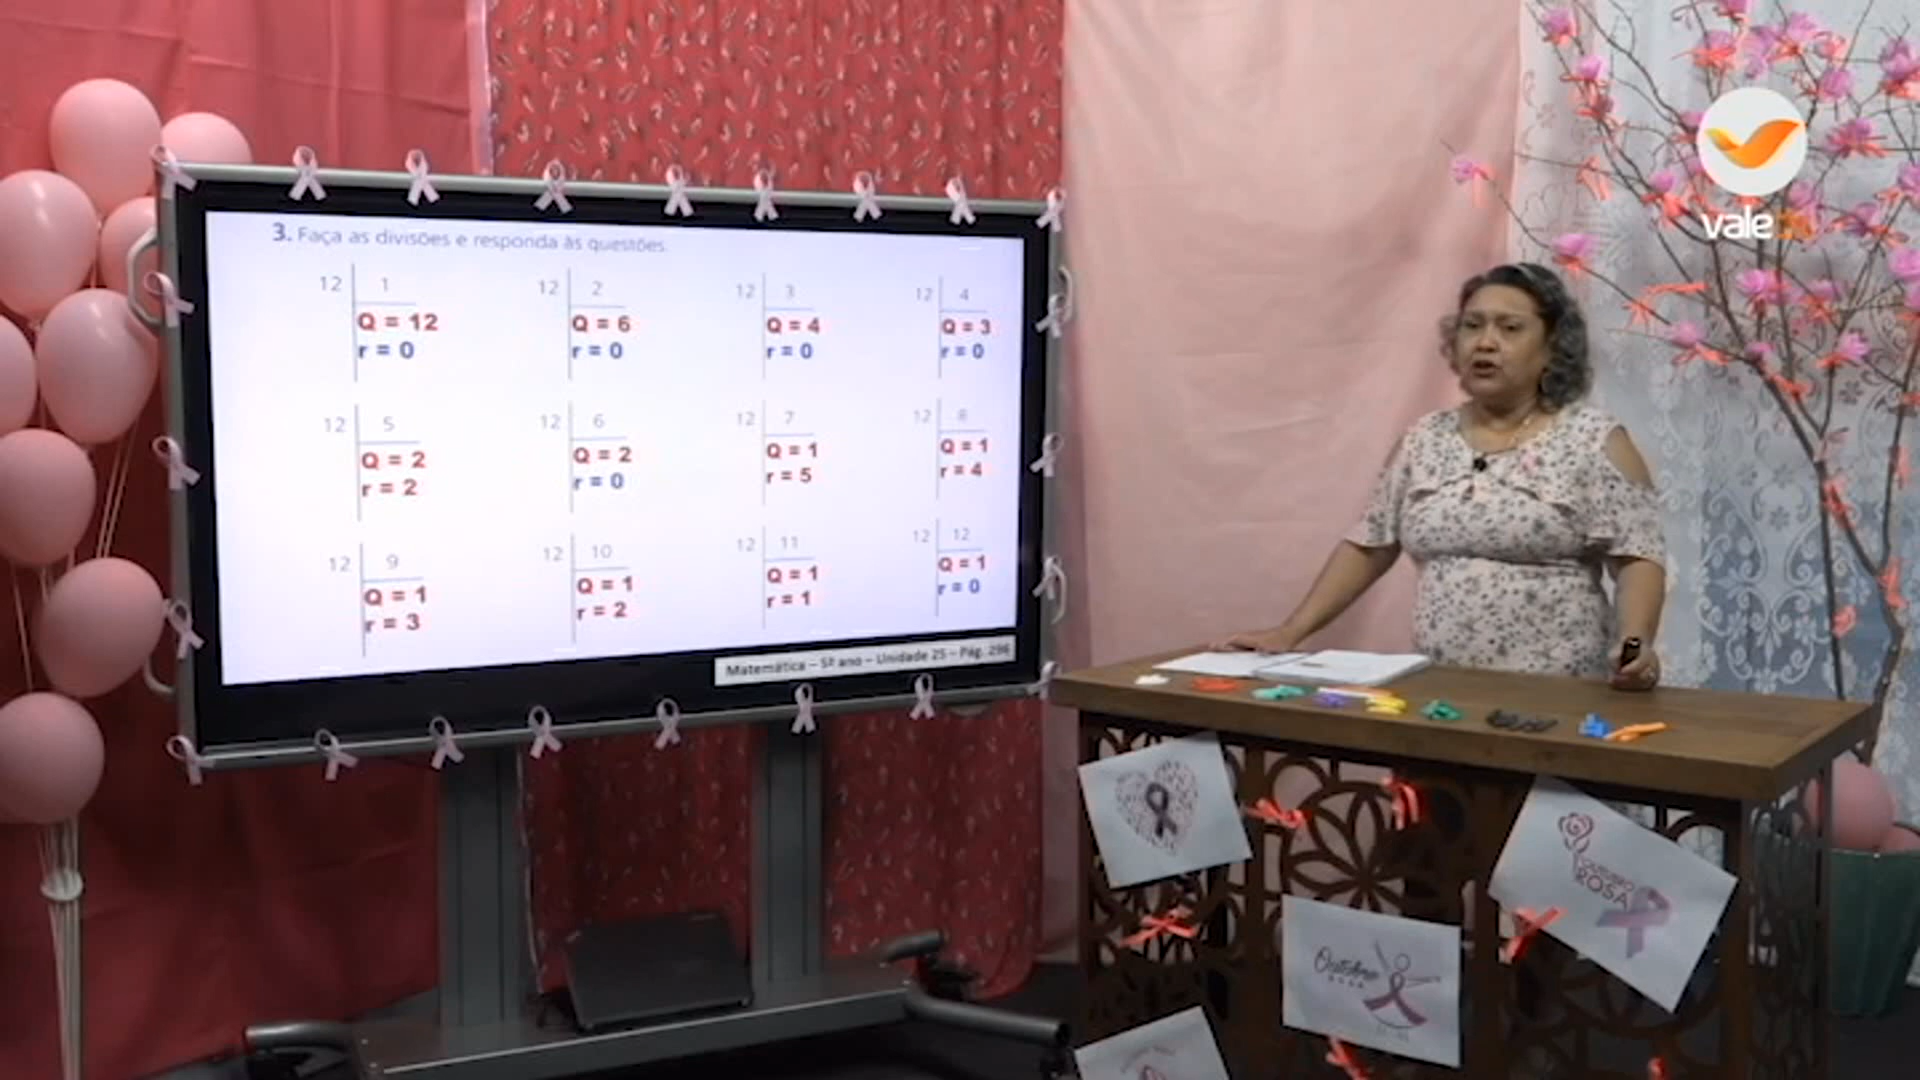 3. Faça as divisões e responda às questões.
12 1 12 2 12 3 12 4
Q = 12 Q = 6 Q = 4 Q = 3
r = 0 r = 0 r = 0 r = 0
12 5 12 6 12 7 12 8
Q = 2 Q = 2 Q = 1 Q = 1
r = 2 r = 0 r = 5 r = 4
12 9 12 10 12 11 12 12
Q = 1 Q = 1 Q = 1 Q = 1
r = 3 r = 2 r = 1 r = 0
Matemática – 5º ano – Unidade 25 – Pág. 296
vale
OUTUBRO
ROSA
Outubro
ROSA